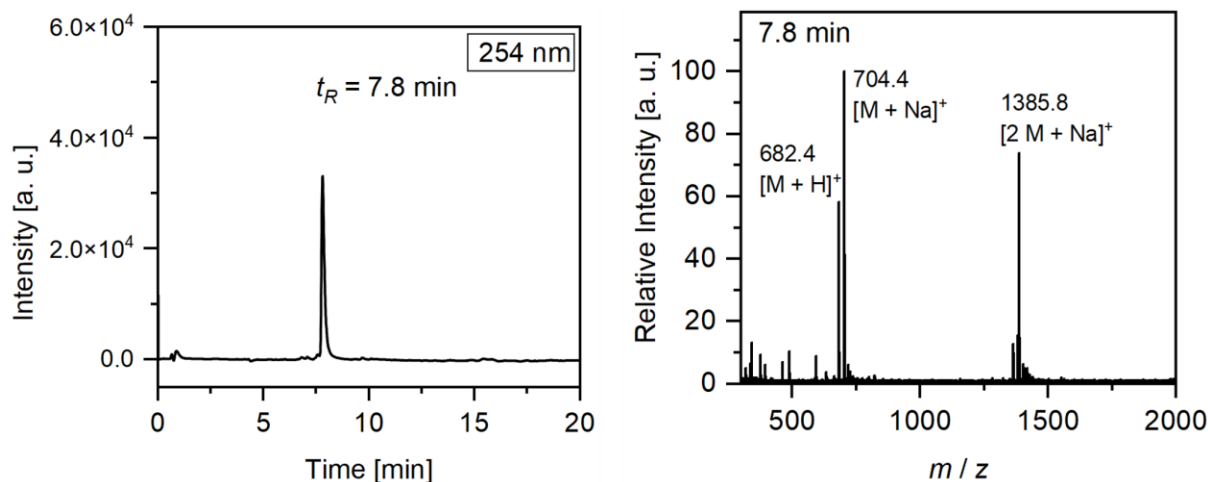 6.0×10⁴
4.0×10⁴
2.0×10⁴
0.0
Intensity [a. u.]
254 nm
tR = 7.8 min
0
5
10
15
20
Time [min]
100
80
60
40
20
0
Relative Intensity [a. u.]
7.8 min
704.4
[M + Na]⁺
1385.8
[2 M + Na]⁺
682.4
[M + H]⁺
500
1000
1500
2000
m / z